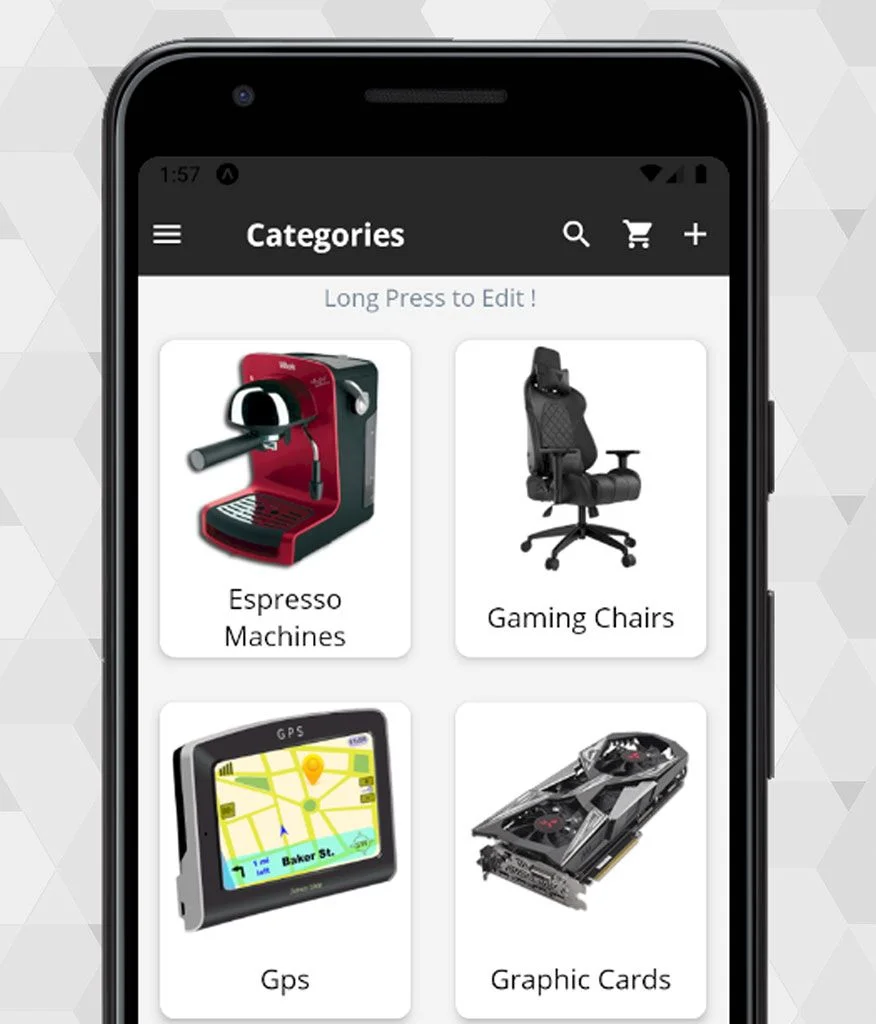 1:57
Categories
Long Press to Edit !
Espresso
Machines
Gaming Chairs
GPS
1 mi
left
Baker St.
Gps
Graphic Cards